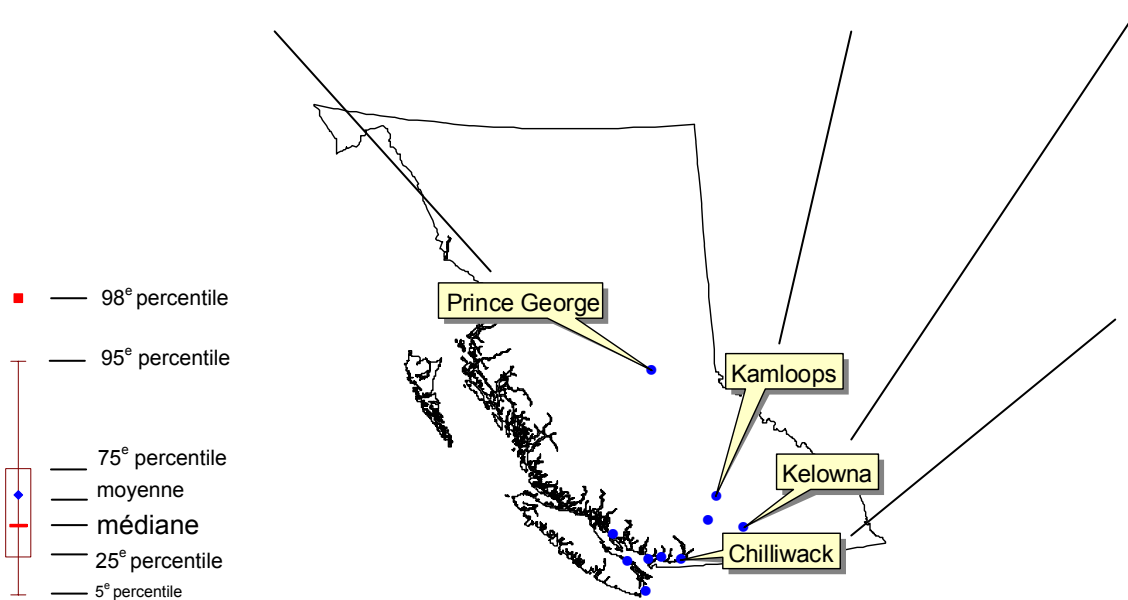 98e percentile
95e percentile
75e percentile
moyenne
médiane
25e percentile
5e percentile
Prince George
Kamloops
Kelowna
Chilliwack